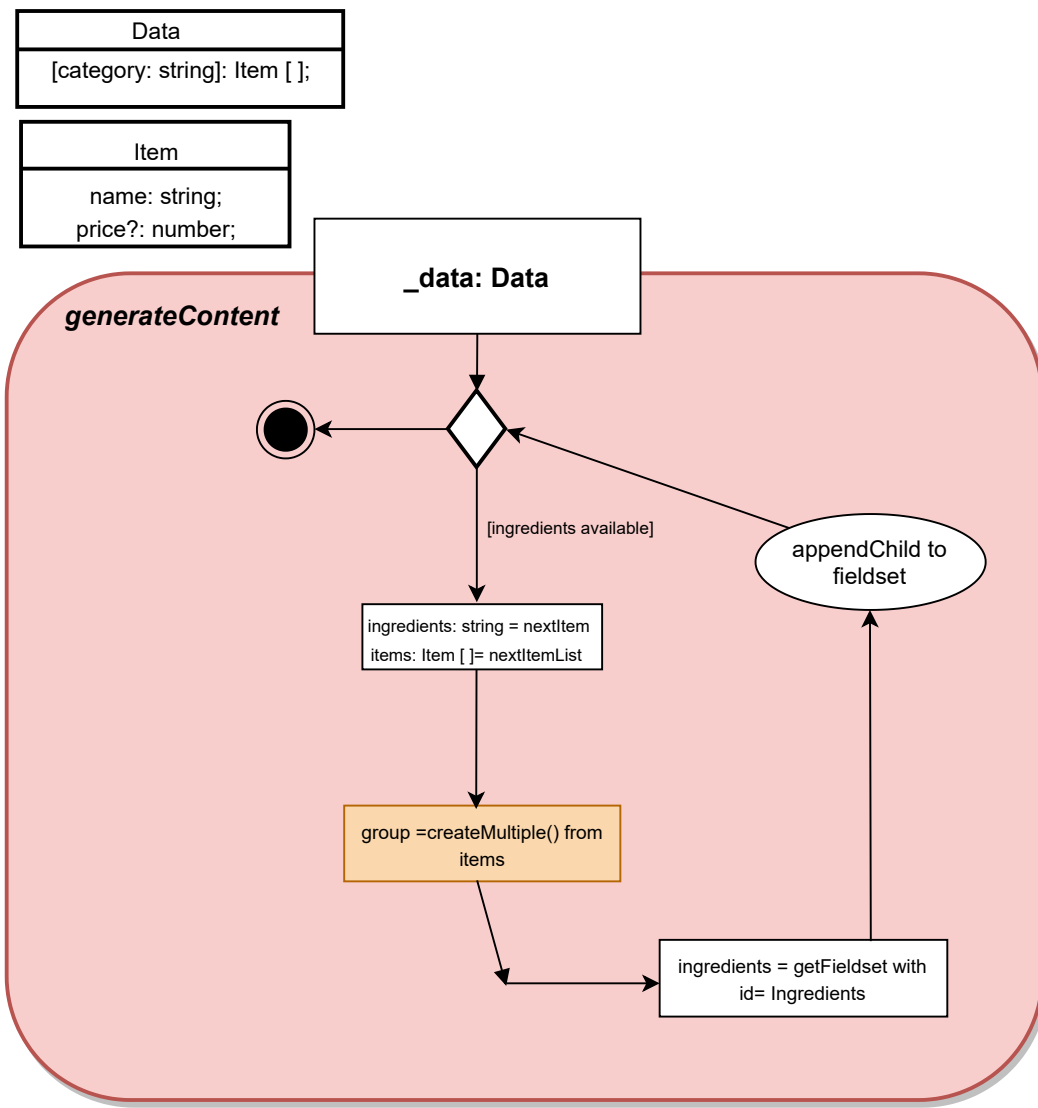 Data
[category: string]: Item [ ];
Item
name: string;
price?: number;
_data: Data
generateContent
[ingredients available]
appendChild to
fieldset
ingredients: string = nextItem
items: Item [ ]= nextItemList
group =createMultiple() from
items
ingredients = getFieldset with
id= Ingredients